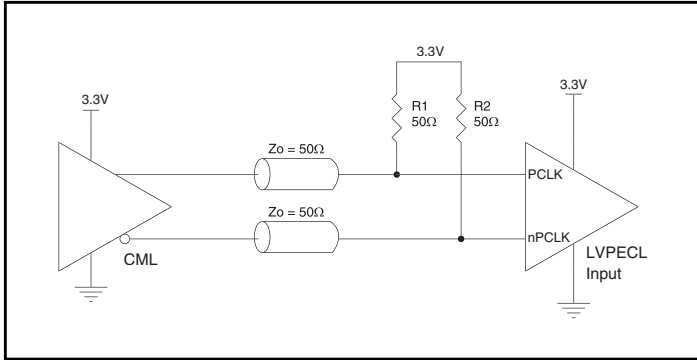 3.3V
3.3V
3.3V
R1
50Ω
R2
50Ω
Zo = 50Ω
PCLK
Zo = 50Ω
nPCLK
CML
LVPECL
Input